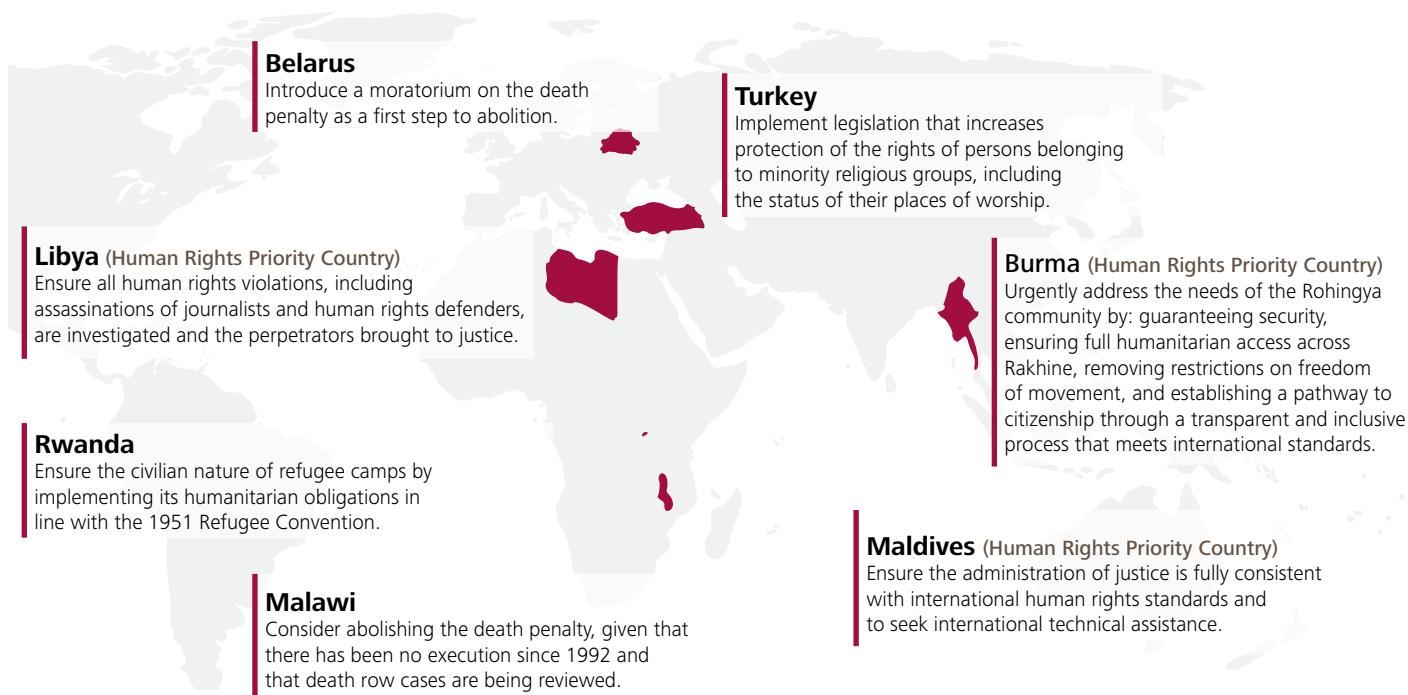 Belarus
Introduce a moratorium on the death
penalty as a first step to abolition.
Turkey
Implement legislation that increases
protection of the rights of persons belonging
to minority religious groups, including
the status of their places of worship.
Libya (Human Rights Priority Country)
Ensure all human rights violations, including
assassinations of journalists and human rights defenders,
are investigated and the perpetrators brought to justice.
Burma (Human Rights Priority Country)
Urgently address the needs of the Rohingya
community by: guaranteeing security,
ensuring full humanitarian access across
Rakhine, removing restrictions on freedom
of movement, and establishing a pathway to
citizenship through a transparent and inclusive
process that meets international standards.
Rwanda
Ensure the civilian nature of refugee camps by
implementing its humanitarian obligations in
line with the 1951 Refugee Convention.
Maldives (Human Rights Priority Country)
Ensure the administration of justice is fully consistent
with international human rights standards and
to seek international technical assistance.
Malawi
Consider abolishing the death penalty, given that
there has been no execution since 1992 and
that death row cases are being reviewed.